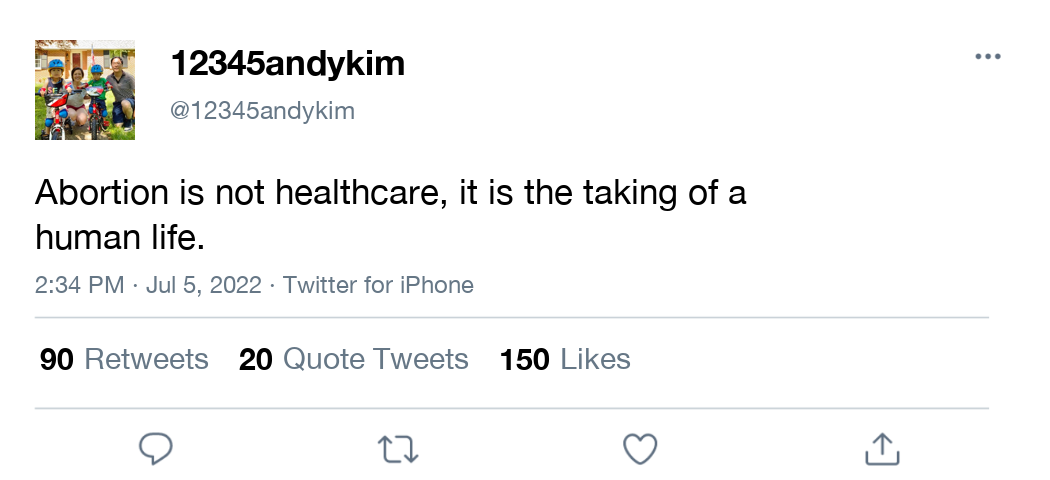 12345andykim
@12345andykim
Abortion is not healthcare, it is the taking of a
human life.
2:34 PM · Jul 5, 2022 · Twitter for iPhone
90 Retweets 20 Quote Tweets 150 Likes